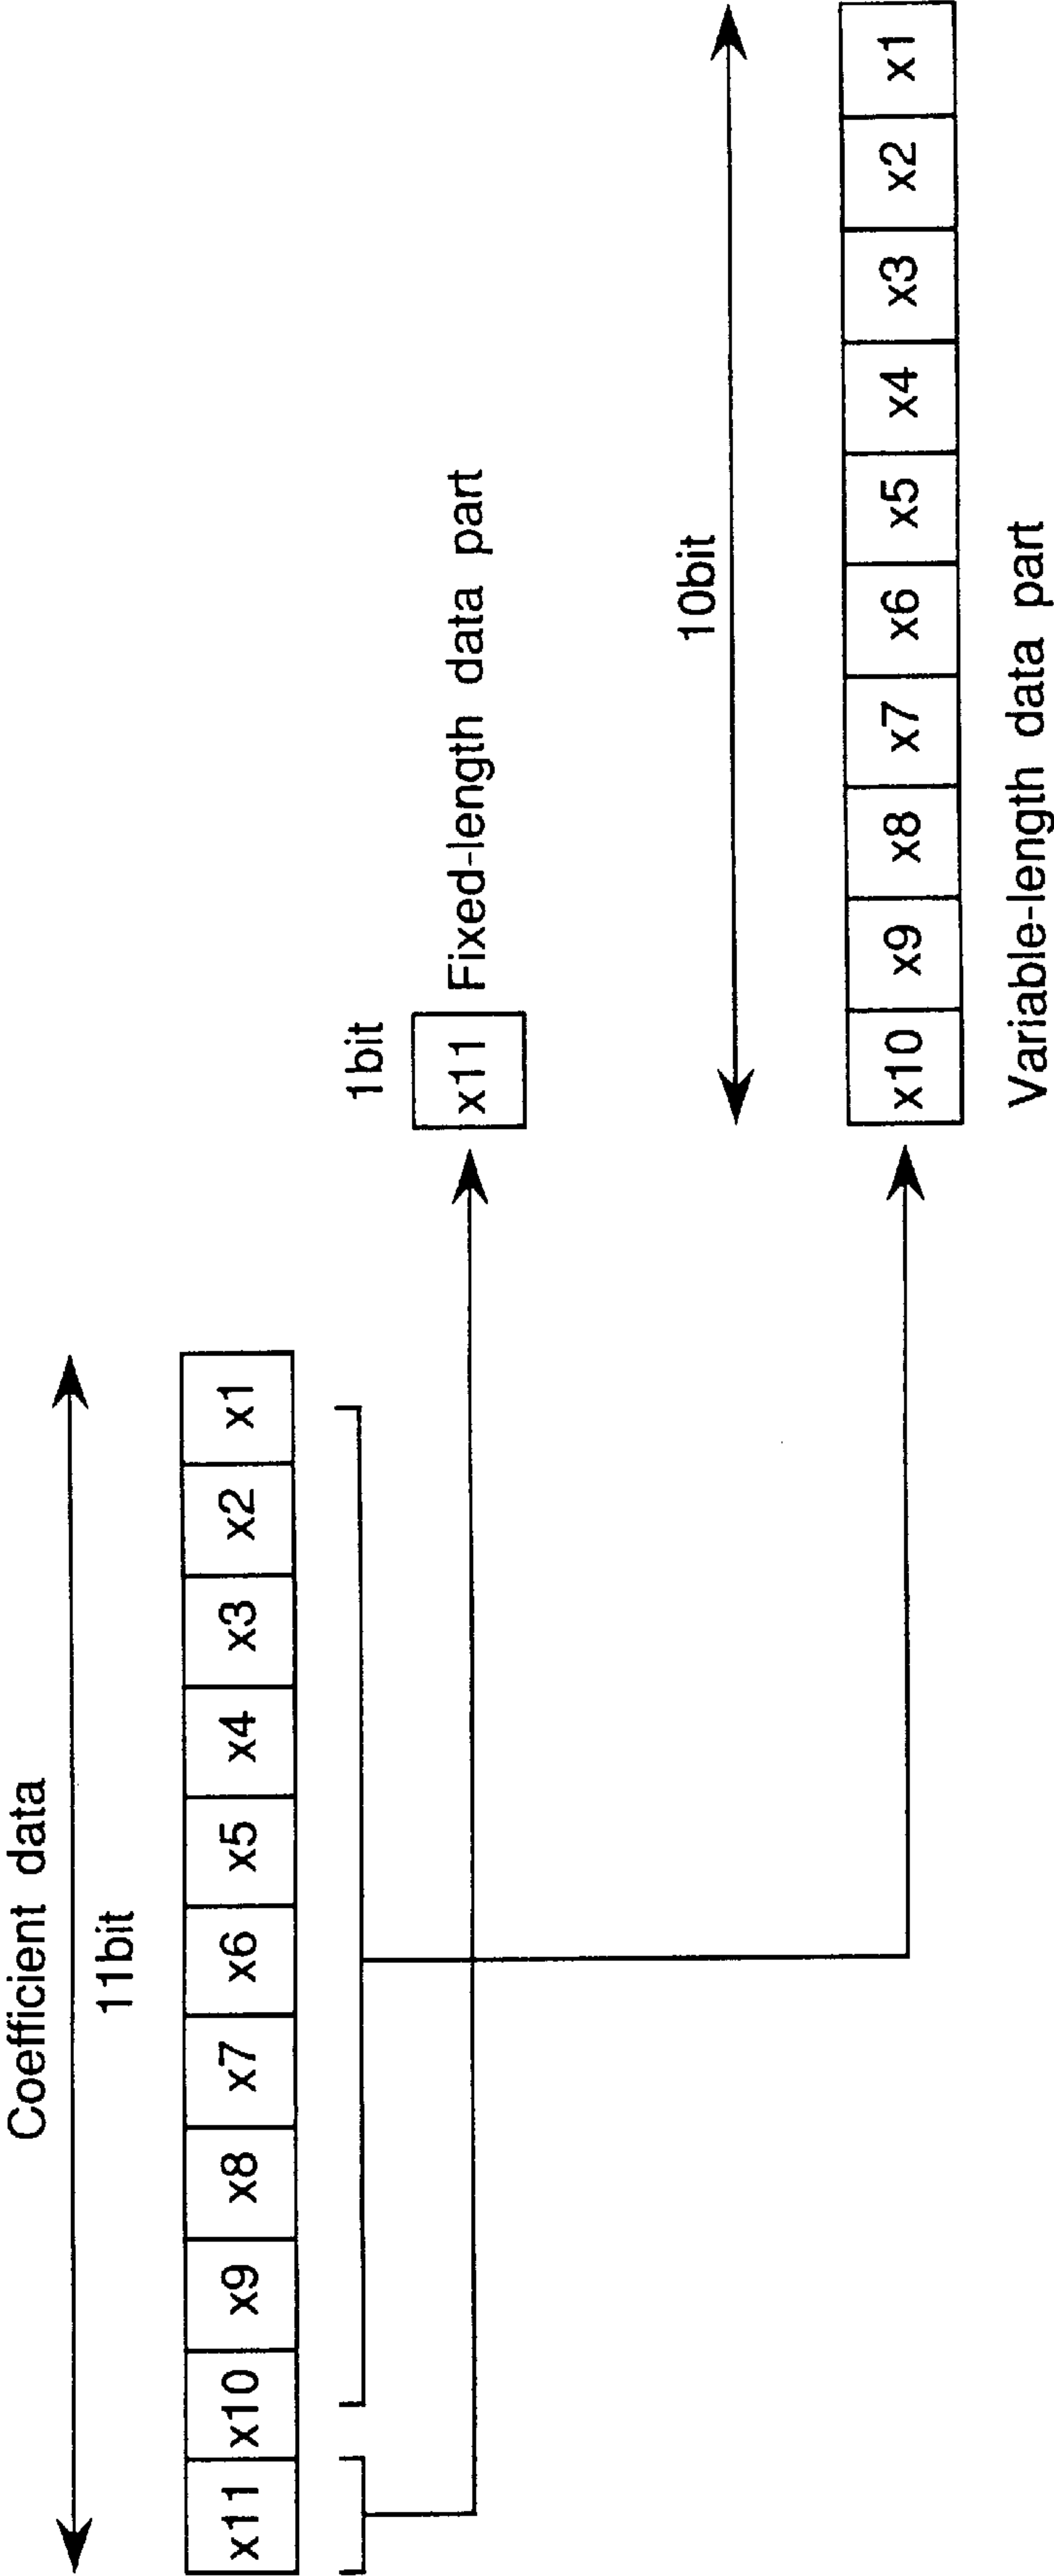 Coefficient data
11bit
x11 x10 x9 x8 x7 x6 x5 x4 x3 x2 x1
1bit
x11 Fixed-length data part
10bit
x10 x9 x8 x7 x6 x5 x4 x3 x2 x1
Variable-length data part